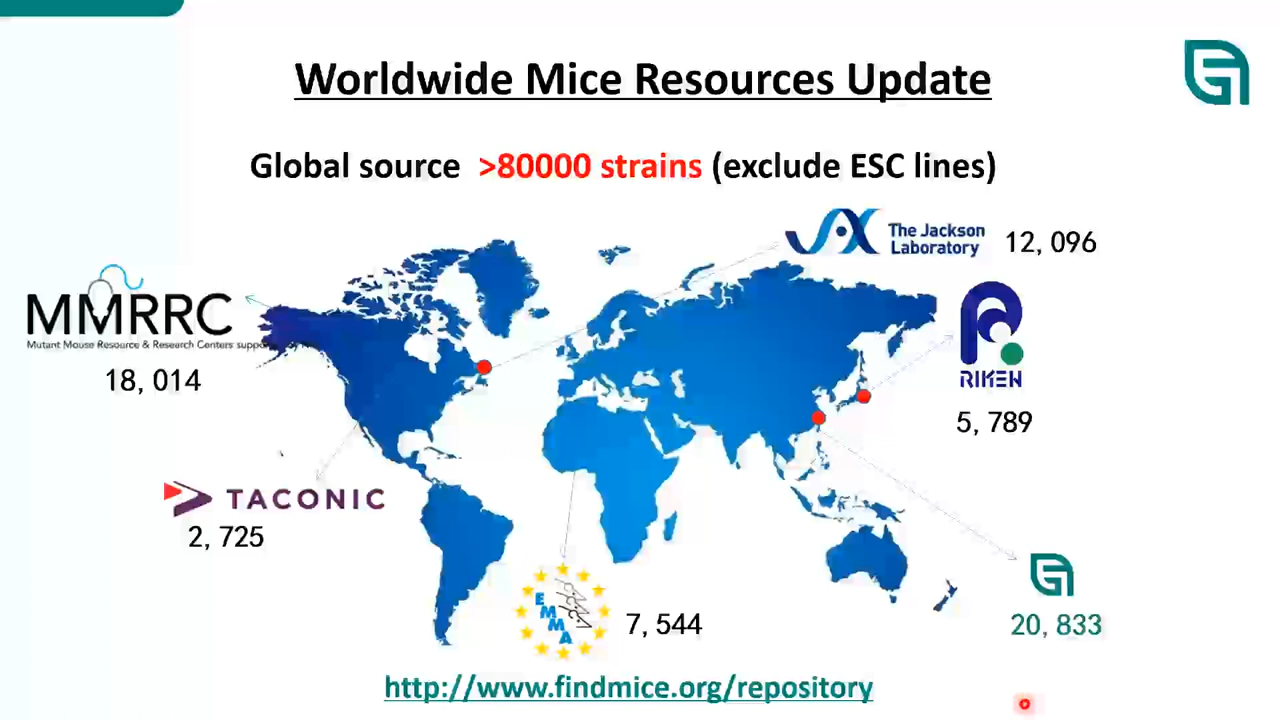 Worldwide Mice Resources Update
Global source >80000 strains (exclude ESC lines)
The Jackson
Laboratory
12, 096
MMRRC
Mutant Mouse Resource & Research Centers
18, 014
RIKEN
5, 789
TACONIC
2, 725
EMMA
7, 544
20, 833
http://www.findmice.org/repository